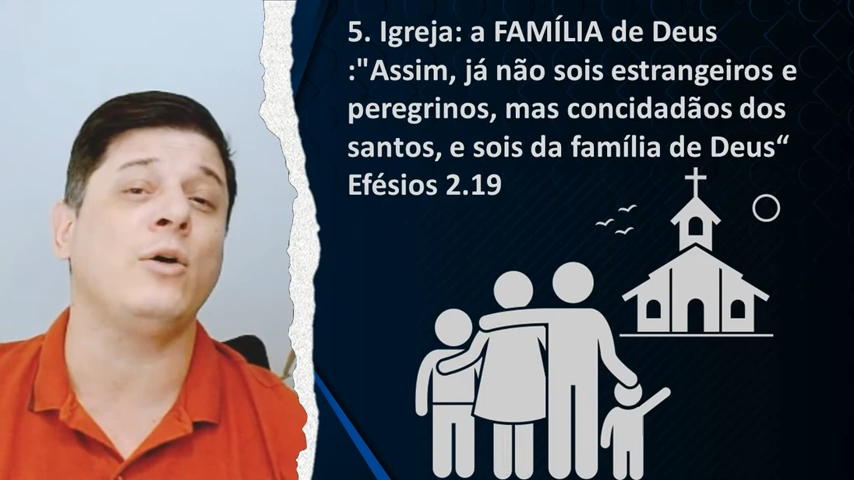 5. Igreja: a FAMÍLIA de Deus
:"Assim, já não sois estrangeiros e
peregrinos, mas concidadãos dos
santos, e sois da família de Deus“
Efésios 2.19